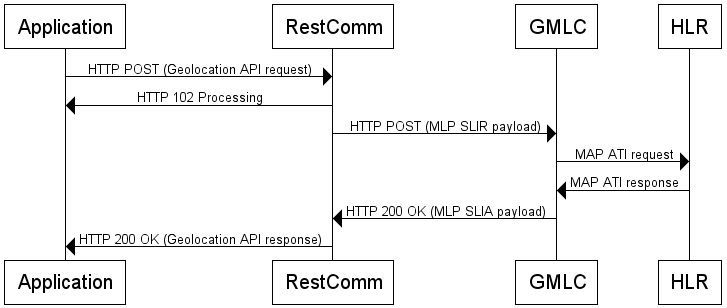 Application
RestComm
GMLC
HLR
HTTP POST (Geolocation API request)
HTTP 102 Processing
HTTP POST (MLP SLIR payload)
MAP ATI request
MAP ATI response
HTTP 200 OK (MLP SLIA payload)
HTTP 200 OK (Geolocation API response)
Application
RestComm
GMLC
HLR